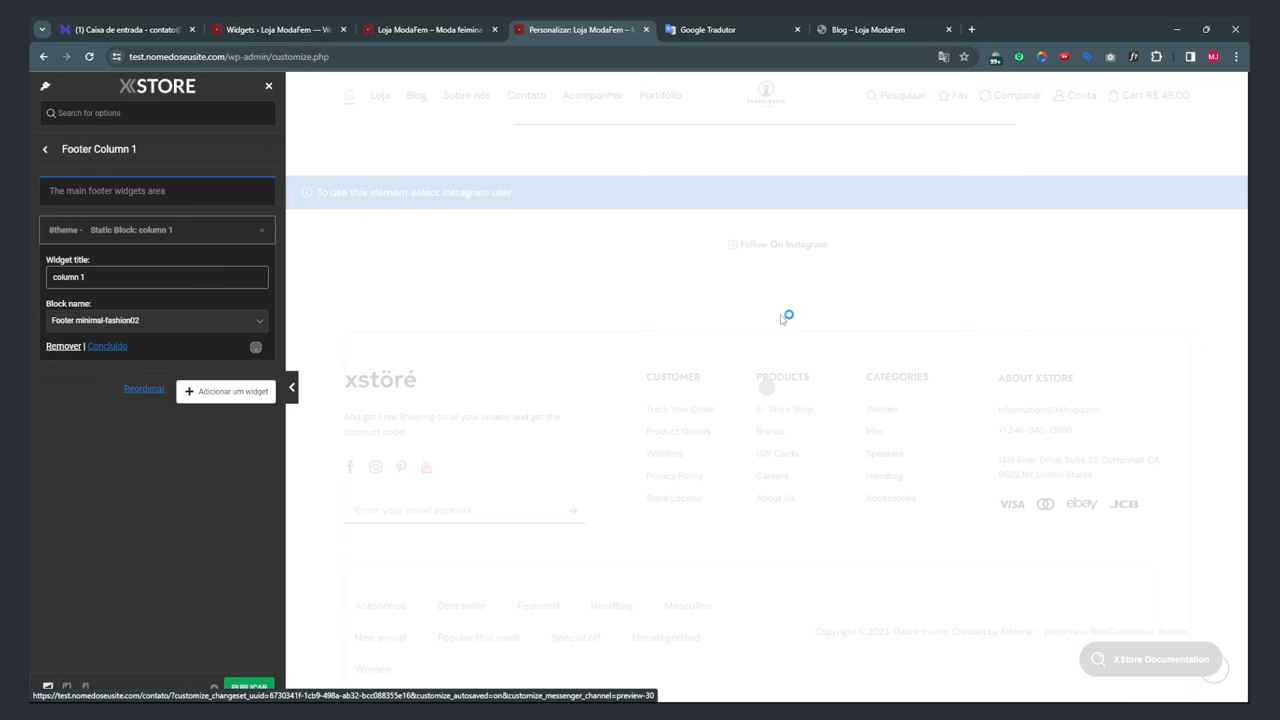 (1) Caixa de entrada - contato@
Widgets ‹ Loja ModaFem — Wo
Loja ModaFem – Moda feiminin
Personalizar: Loja ModaFem – M
Google Tradutor
Blog – Loja ModaFem
test.nomedoseusite.com/wp-admin/customize.php
99+
MJ
XSTORE
Search for options
Footer Column 1
The main footer widgets area
8theme - Static Block: column 1
Widget title:
column 1
Block name:
Footer minimal-fashion02
Remover | Concluído
Reordenar
Adicionar um widget
PUBLICAR
Loja
Blog
Sobre nós
Contato
Acompanhar
Portifólio
Pesquisar
Fav
Comparar
Conta
Cart R$ 49,00
To use this element select instagram user
Follow On Instagram
xstöré
And get Free Shipping on all your orders! and get the
discount code!
Enter your email address
CUSTOMER
Track Your Order
Product Guides
Wishlists
Privacy Policy
Store Locator
PRODUCTS
In-Store Shop
Brands
Gift Cards
Careers
About Us
CATEGORIES
Women
Man
Speakers
Handbag
Accessories
ABOUT XSTORE
Information@Xshop.com
+1 246-345-0695
1418 River Drive, Suite 35 Cottonhall, CA
9622 NY, United States
VISA
ebay
JCB
Acessórios
Best seller
Featured
Handbag
Masculino
New arrival
Popular this week
Special off
Uncategorized
Women
Copyright © 2023 XStore theme. Created by 8theme – WordPress WooCommerce themes.
XStore Documentation
https://test.nomedoseusite.com/contato/?customize_changeset_uuid=6730341f-1cb9-498a-ab32-bcc088355e16&customize_autosaved=on&customize_messenger_channel=preview-30